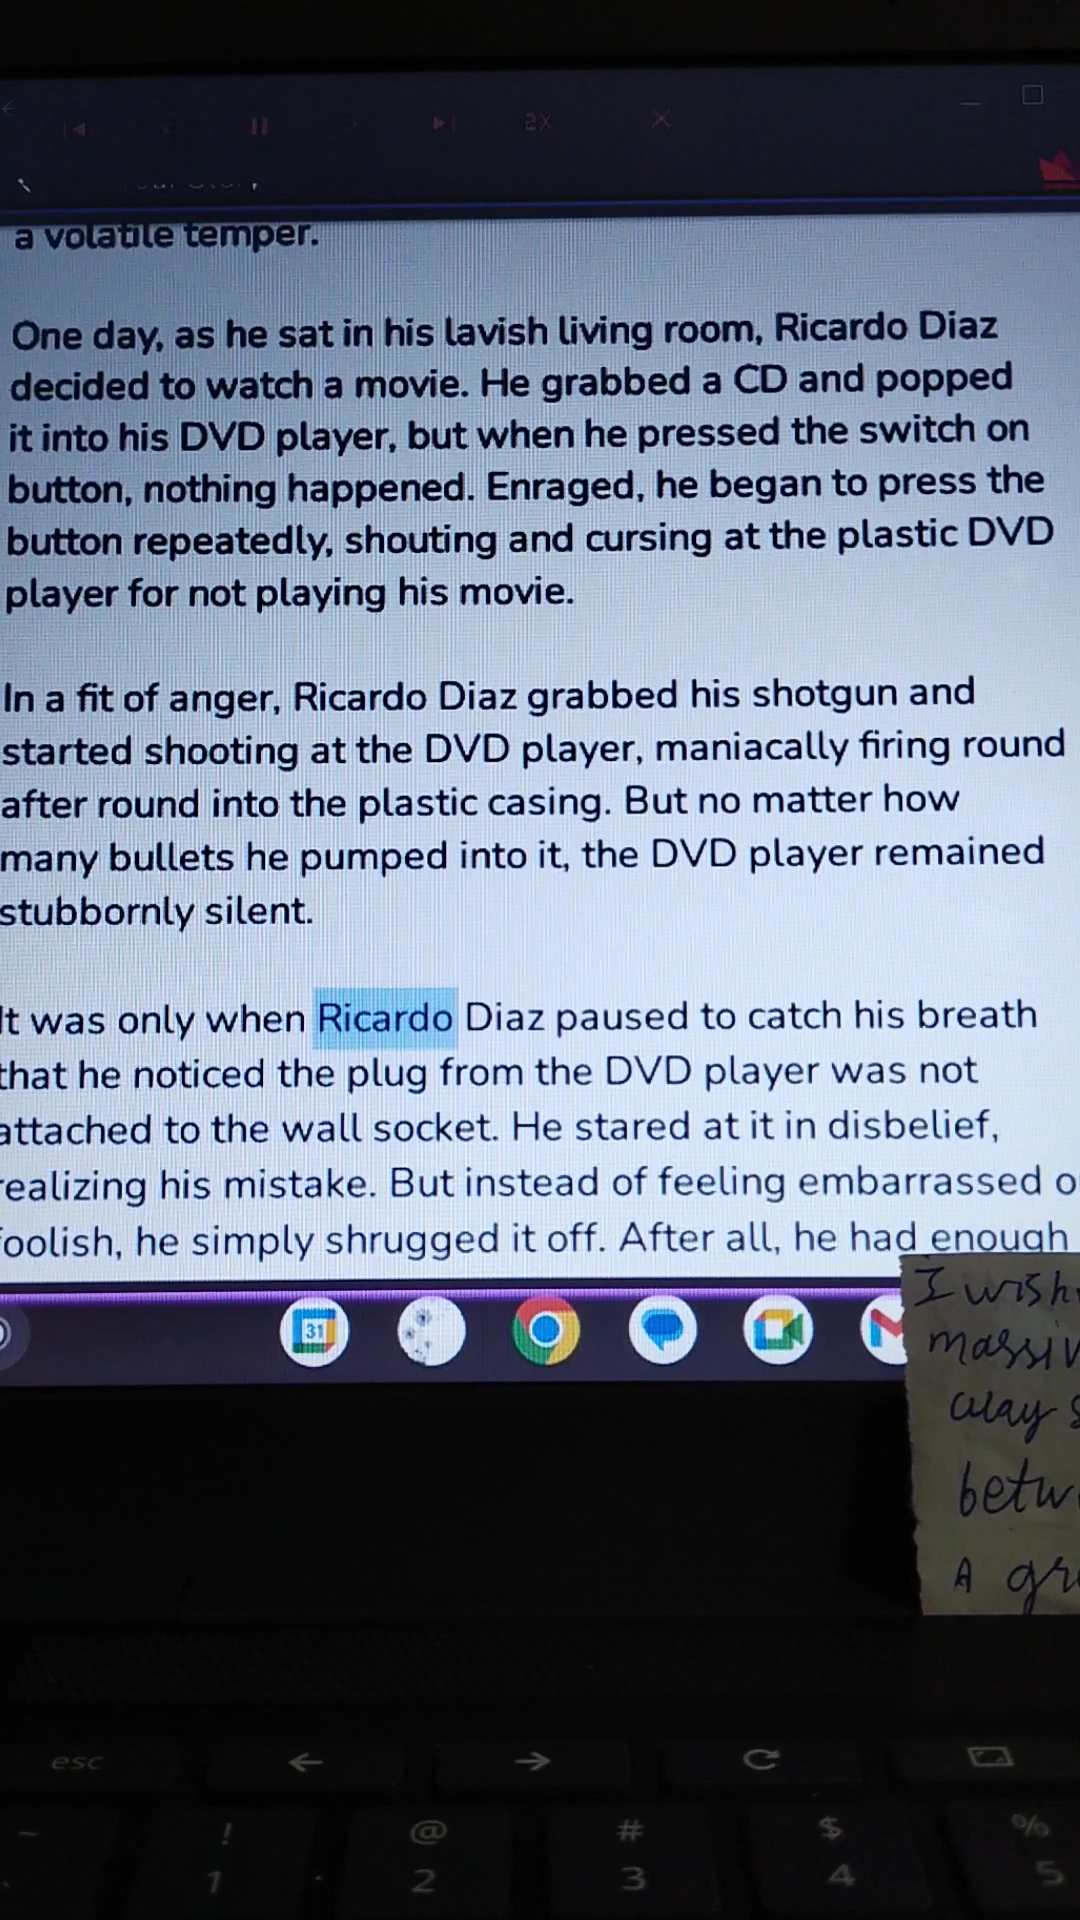 2X
a volatile temper.
One day, as he sat in his lavish living room, Ricardo Diaz
decided to watch a movie. He grabbed a CD and popped
it into his DVD player, but when he pressed the switch on
button, nothing happened. Enraged, he began to press the
button repeatedly, shouting and cursing at the plastic DVD
player for not playing his movie.
In a fit of anger, Ricardo Diaz grabbed his shotgun and
started shooting at the DVD player, maniacally firing round
after round into the plastic casing. But no matter how
many bullets he pumped into it, the DVD player remained
stubbornly silent.
It was only when Ricardo Diaz paused to catch his breath
that he noticed the plug from the DVD player was not
attached to the wall socket. He stared at it in disbelief,
realizing his mistake. But instead of feeling embarrassed o
foolish, he simply shrugged it off. After all, he had enough
31
I wish
massiv
clay s
betw
A gr
esc
~ ! @ # $ %
1 2 3 4 5